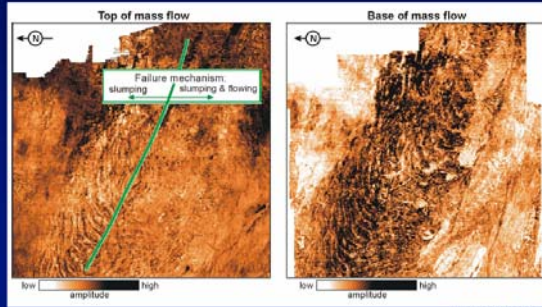 Top of mass flow
N
Failure mechanism:
slumping slumping & flowing
low high
amplitude
Base of mass flow
N
low high
amplitude